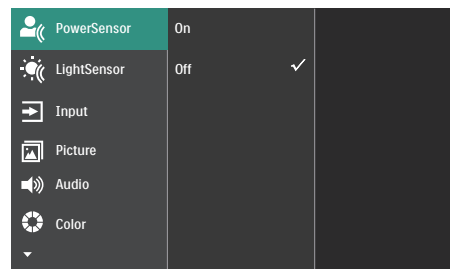 PowerSensor On
LightSensor Off
Input
Picture
Audio
Color